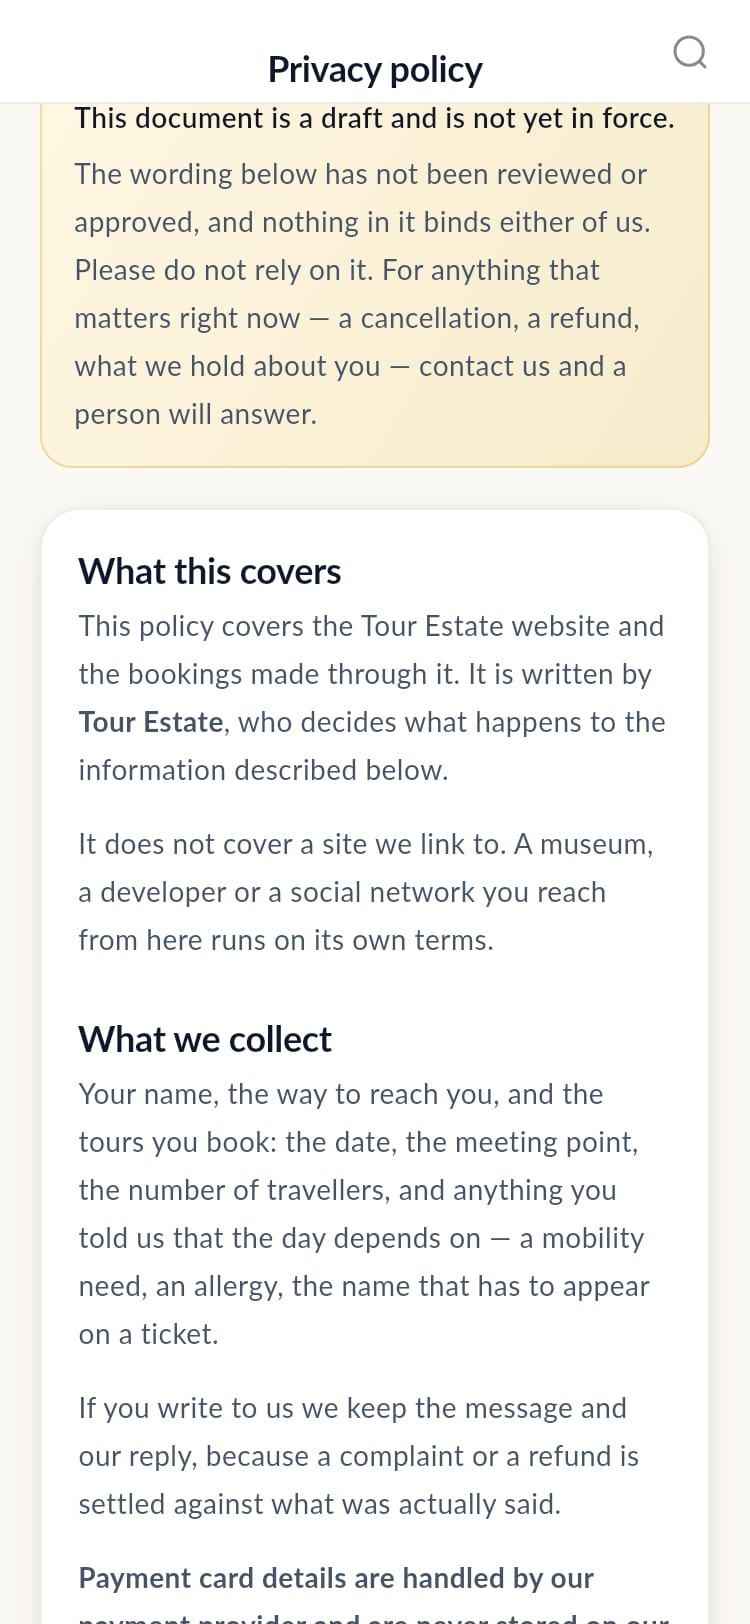 Privacy policy
This document is a draft and is not yet in force.
The wording below has not been reviewed or
approved, and nothing in it binds either of us.
Please do not rely on it. For anything that
matters right now — a cancellation, a refund,
what we hold about you — contact us and a
person will answer.
What this covers
This policy covers the Tour Estate website and
the bookings made through it. It is written by
Tour Estate, who decides what happens to the
information described below.
It does not cover a site we link to. A museum,
a developer or a social network you reach
from here runs on its own terms.
What we collect
Your name, the way to reach you, and the
tours you book: the date, the meeting point,
the number of travellers, and anything you
told us that the day depends on — a mobility
need, an allergy, the name that has to appear
on a ticket.
If you write to us we keep the message and
our reply, because a complaint or a refund is
settled against what was actually said.
Payment card details are handled by our
payment provider and are never stored on our